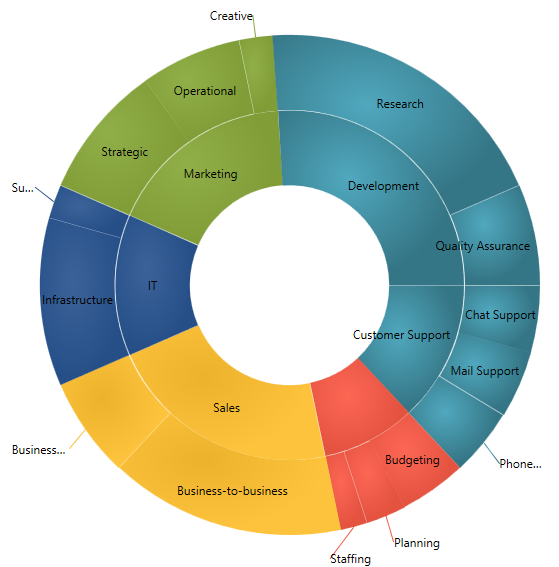 Creative
Operational
Research
Strategic
Marketing
Development
Su...
Quality Assurance
IT
Infrastructure
Chat Support
Customer Support
Mail Support
Sales
Business...
Budgeting
Phone...
Business-to-business
Planning
Staffing